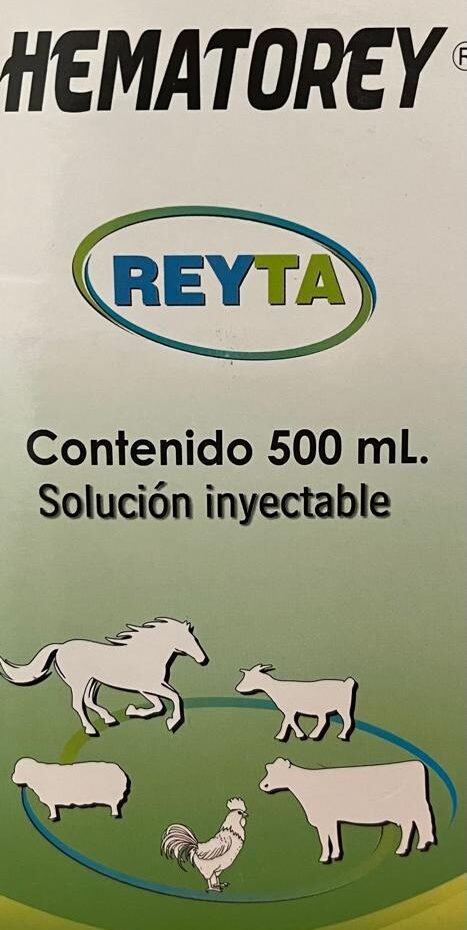 HEMATOREY ®
REYTA
Contenido 500 mL.
Solución inyectable